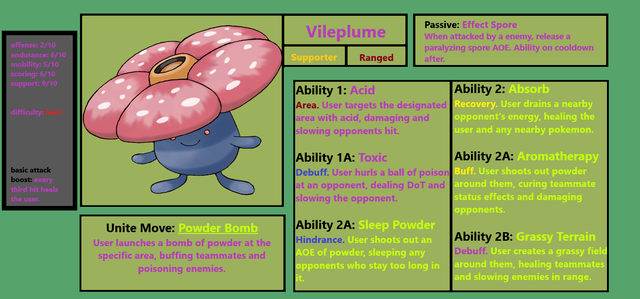 Vileplume
Supporter
Ranged
Passive: Effect Spore
When attacked by a enemy, release a
paralyzing spore AOE. Ability on cooldown
after.
offense: 2/10
endurance: 6/10
mobility: 5/10
scoring: 6/10
support: 9/10
difficulty: hard
basic attack
boost: every
third hit heals
the user.
Ability 1: Acid
Area. User targets the designated
area with acid, damaging and
slowing opponents hit.
Ability 1A: Toxic
Debuff. User hurls a ball of poison
at an opponent, dealing DoT and
slowing the opponent.
Ability 2A: Sleep Powder
Hindrance. User shoots out an
AOE of powder, sleeping any
opponents who stay too long in
it.
Ability 2: Absorb
Recovery. User drains a nearby
opponent's energy, healing the
user and any nearby pokemon.
Ability 2A: Aromatherapy
Buff. User shoots out powder
around them, curing teammate
status effects and damaging
opponents.
Ability 2B: Grassy Terrain
Debuff. User creates a grassy field
around them, healing teammates
and slowing enemies in range.
Unite Move: Powder Bomb
User launches a bomb of powder at the
specific area, buffing teammates and
poisoning enemies.